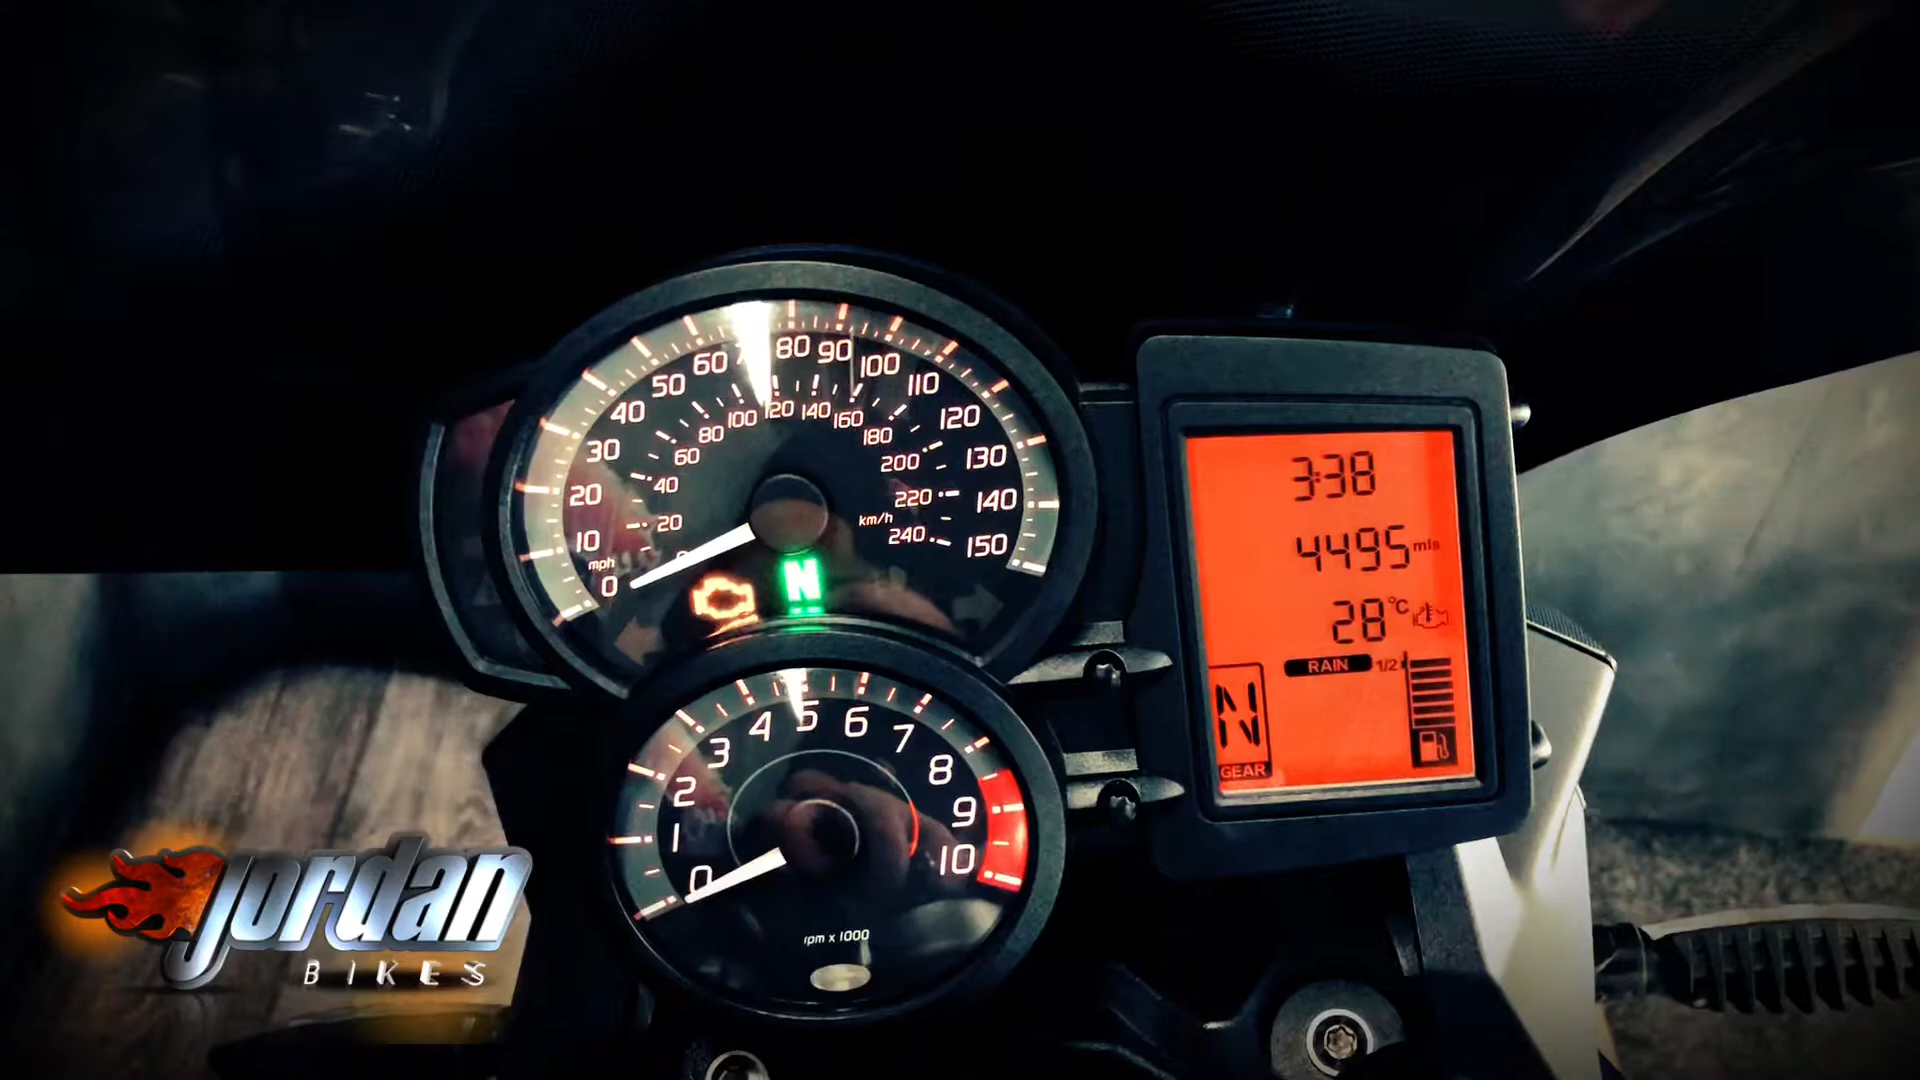 0 10 20 30 40 50 60 80 90 100 110 120 130 140 150
mph
20 40 60 80 100 120 140 160 180 200 220 240
km/h
N
0 1 2 3 4 5 6 7 8 9 10
rpm x 1000
3:38
4495 mls
28 °C
RAIN 1/2
N
GEAR
jordan
BIKES